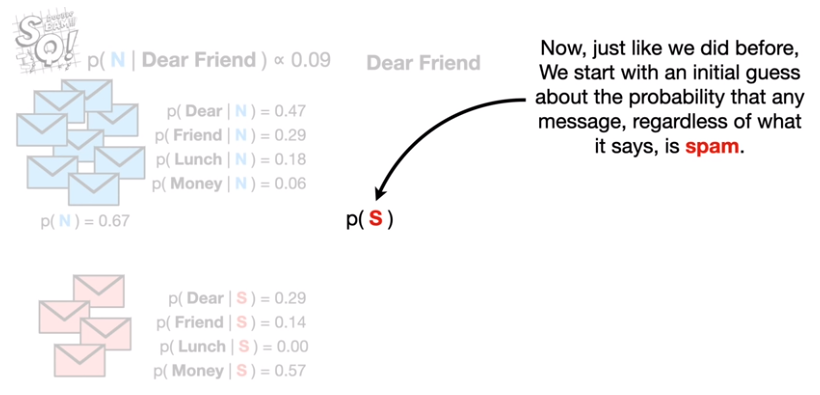 SQ!
p( N | Dear Friend ) ∝ 0.09
Dear Friend
Now, just like we did before,
We start with an initial guess
about the probability that any
message, regardless of what
it says, is spam.
p( Dear | N ) = 0.47
p( Friend | N ) = 0.29
p( Lunch | N ) = 0.18
p( Money | N ) = 0.06
p( N ) = 0.67
p( S )
p( Dear | S ) = 0.29
p( Friend | S ) = 0.14
p( Lunch | S ) = 0.00
p( Money | S ) = 0.57